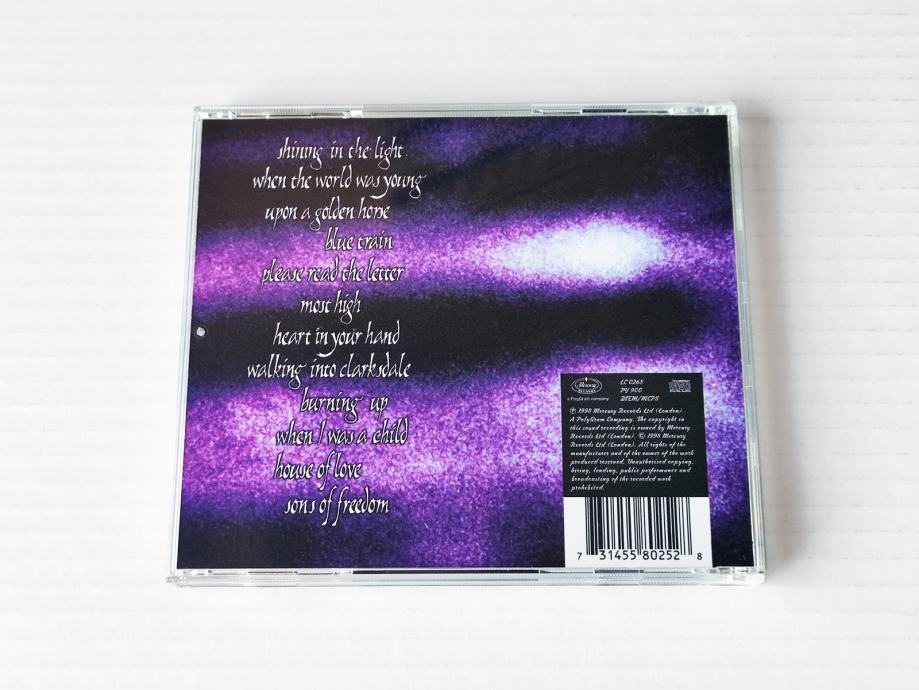 shining in the light
when the world was young
upon a golden horse
blue train
please read the letter
most high
heart in your hand
walking into clarksdale
burning up
when I was a child
house of love
sons of freedom
Mercury
RECORDS
a PolyGram company
LC 0268
PY 900
BIEM/MCPS
℗ 1998 Mercury Records Ltd (London).
A PolyGram Company. The copyright in
this sound recording is owned by Mercury
Records Ltd (London). © 1998 Mercury
Records Ltd (London). All rights of the
manufacturer and of the owner of the work
produced reserved. Unauthorised copying,
hiring, lending, public performance and
broadcasting of the recorded work
prohibited.
7 31455 80252 8